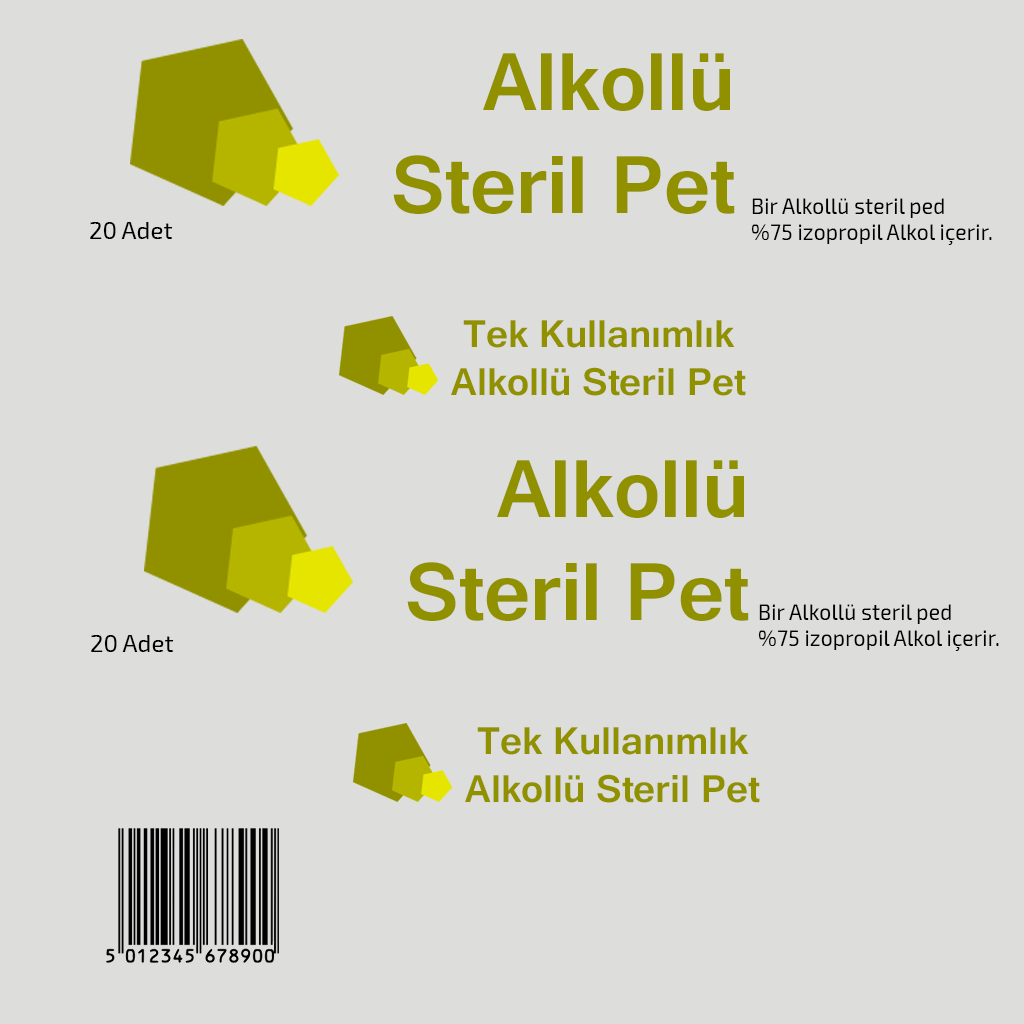 Alkollü
Steril Pet
20 Adet
Bir Alkollü steril ped
%75 izopropil Alkol içerir.
Tek Kullanımlık
Alkollü Steril Pet
Alkollü
Steril Pet
20 Adet
Bir Alkollü steril ped
%75 izopropil Alkol içerir.
Tek Kullanımlık
Alkollü Steril Pet
5 012345 678900